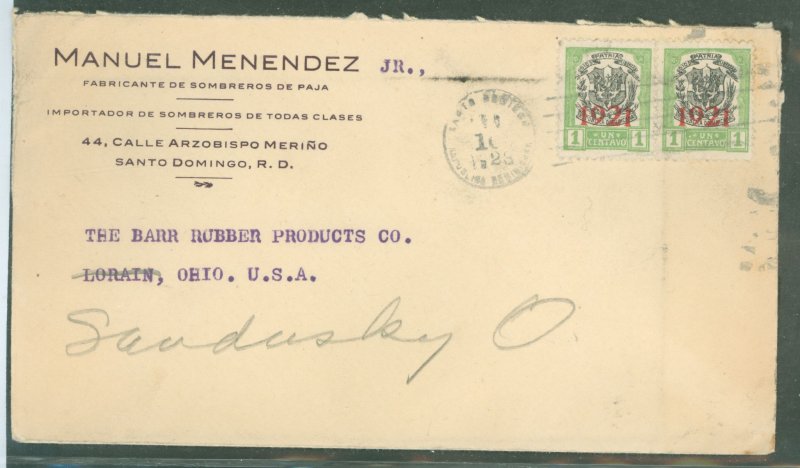 MANUEL MENENDEZ JR.,
FABRICANTE DE SOMBREROS DE PAJA
IMPORTADOR DE SOMBREROS DE TODAS CLASES
44, CALLE ARZOBISPO MERIÑO
SANTO DOMINGO, R. D.
PATRIA
1921 1921
1 UN CENTAVO 1 1 UN CENTAVO 1
THE BARR RUBBER PRODUCTS CO.
LORAIN, OHIO. U.S.A.
Sandusky O